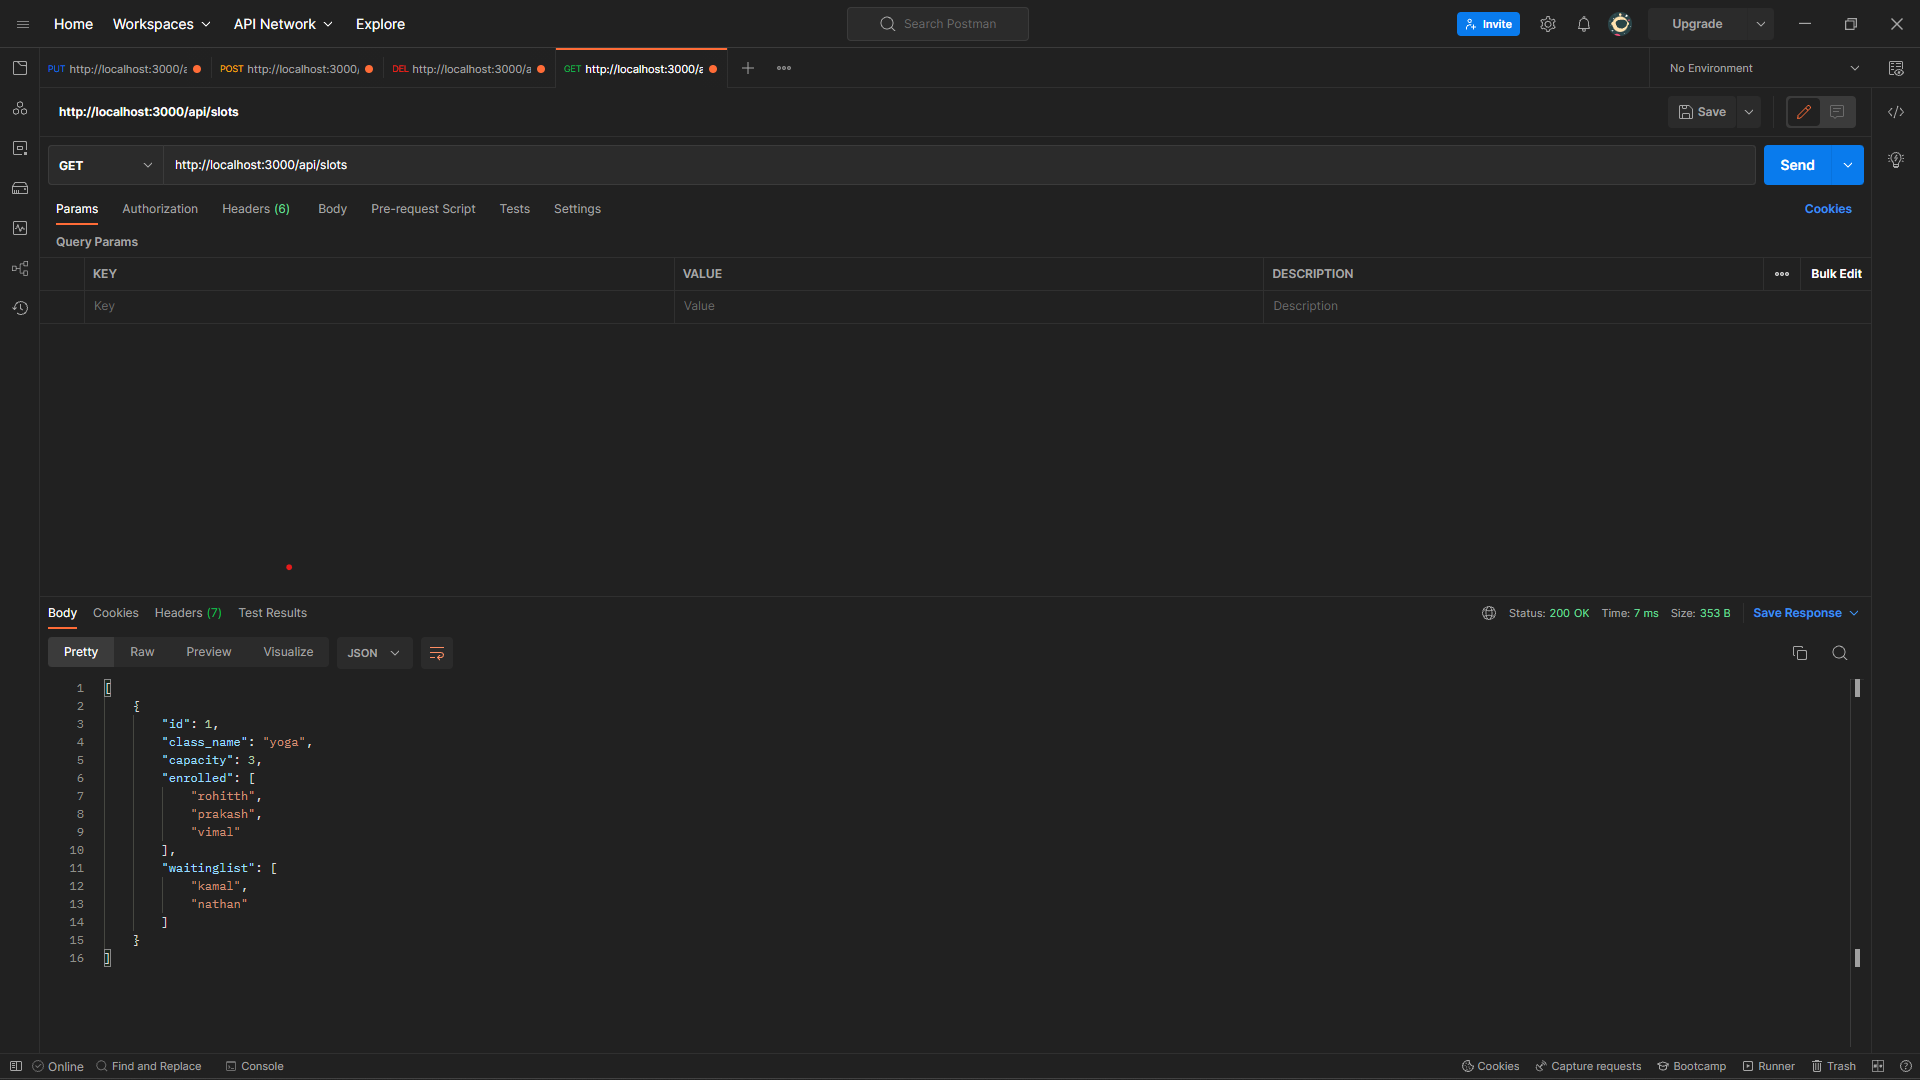 Home Workspaces API Network Explore Search Postman Invite Upgrade
PUT http://localhost:3000/a POST http://localhost:3000, DEL http://localhost:3000/a GET http://localhost:3000/a No Environment
http://localhost:3000/api/slots Save
GET http://localhost:3000/api/slots Send
Params Authorization Headers (6) Body Pre-request Script Tests Settings Cookies
Query Params
KEY VALUE DESCRIPTION Bulk Edit
Key Value Description
Body Cookies Headers (7) Test Results Status: 200 OK Time: 7 ms Size: 353 B Save Response
Pretty Raw Preview Visualize JSON
1 [
2 {
3 "id": 1,
4 "class_name": "yoga",
5 "capacity": 3,
6 "enrolled": [
7 "rohitth",
8 "prakash",
9 "vimal"
10 ],
11 "waitinglist": [
12 "kamal",
13 "nathan"
14 ]
15 }
16 ]
Online Find and Replace Console Cookies Capture requests Bootcamp Runner Trash